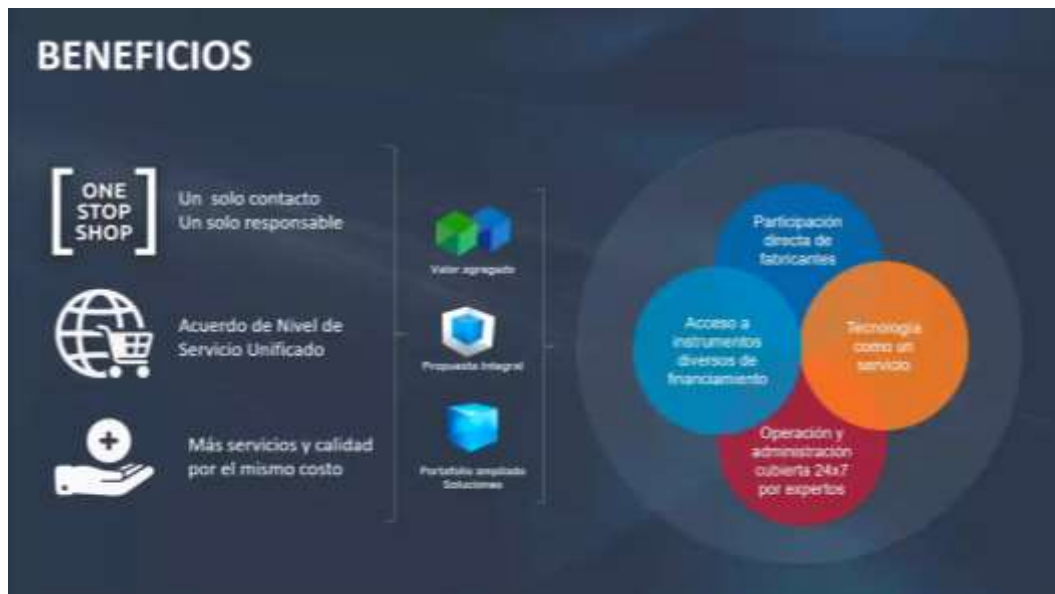 BENEFICIOS
ONE
STOP
SHOP
Un solo contacto
Un solo responsable
Acuerdo de Nivel de
Servicio Unificado
Más servicios y calidad
por el mismo costo
Valor agregado
Propuesta Integral
Portafolio ampliado
Soluciones
Participación
directa de
fabricantes
Acceso a
instrumentos
diversos de
financiamiento
Tecnología
como un
servicio
Operación y
administración
cubierta 24x7
por expertos